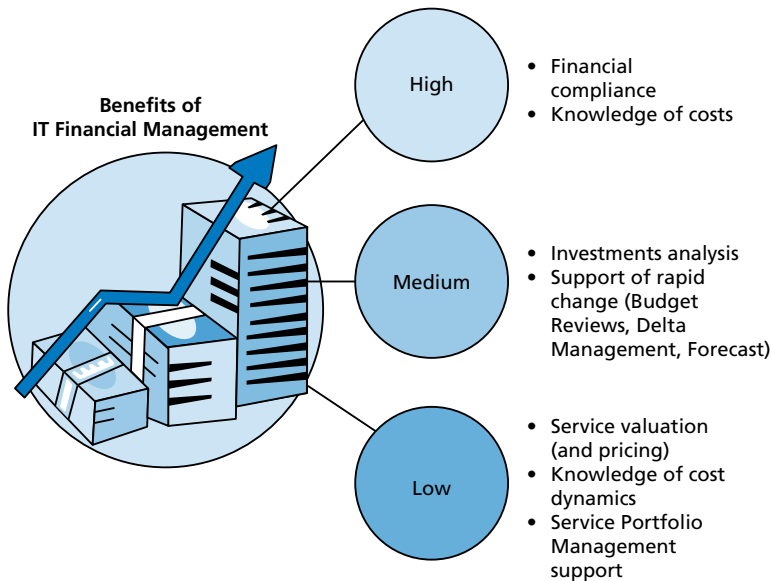 Benefits of
IT Financial Management
High
• Financial
compliance
• Knowledge of costs
Medium
• Investments analysis
• Support of rapid
change (Budget
Reviews, Delta
Management, Forecast)
Low
• Service valuation
(and pricing)
• Knowledge of cost
dynamics
• Service Portfolio
Management
support